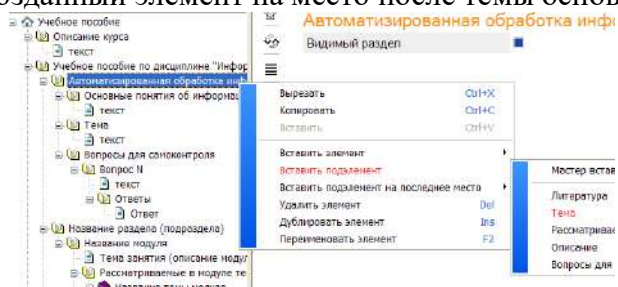 озданный элемент на место после темы основ
Учебное пособие
Описание курса
текст
Учебное пособие по дисциплине "Инфор
Автоматизированная обработка инф
Основные понятия об информац
текст
Тема
текст
Вопросы для самоконтроля
Вопрос N
текст
Ответы
Ответ
Название раздела (подраздела)
Название модуля
Тема занятия (описание модул
Рассматриваемые в модуле те
Название темы модуля
Автоматизированная обработка инфо
Видимый раздел
Вырезать Ctrl+X
Копировать Ctrl+C
Вставить Ctrl+V
Вставить элемент
Вставить подэлемент
Вставить подэлемент на последнее место
Удалить элемент Del
Дублировать элемент Ins
Переименовать элемент F2
Мастер встав
Литература
Тема
Рассматривае
Описание
Вопросы для